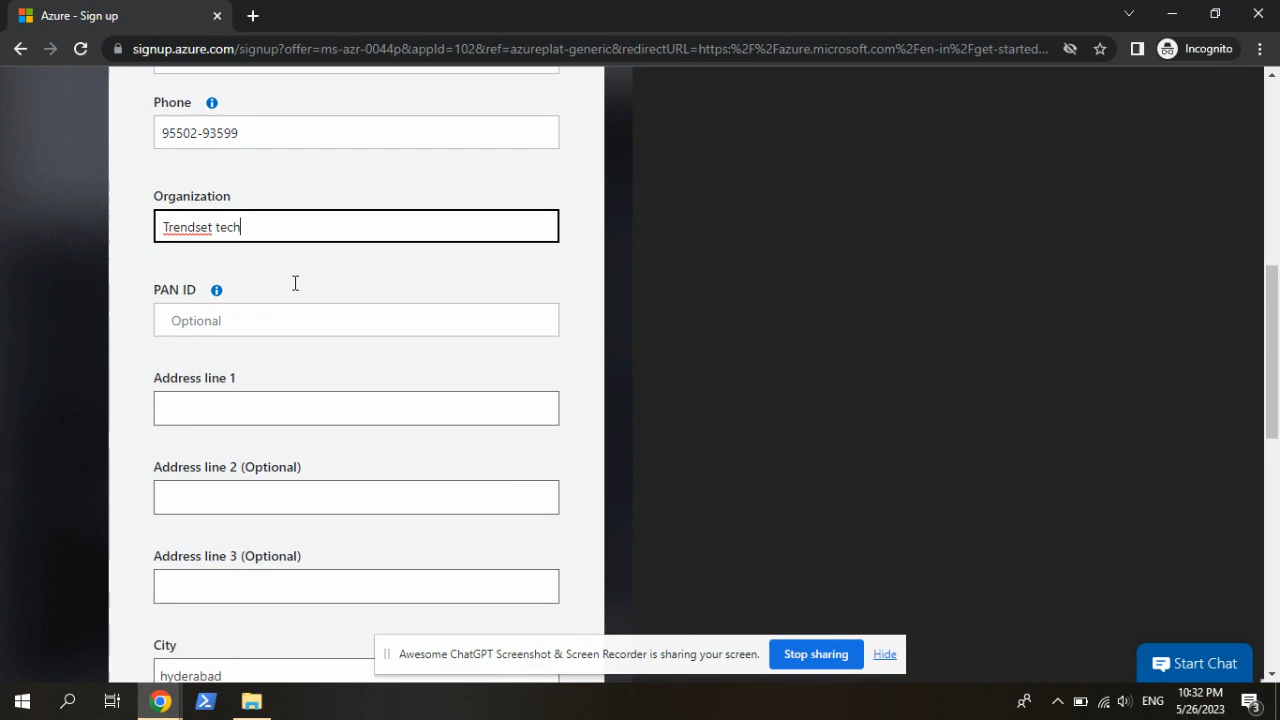 Azure - Sign up
signup.azure.com/signup?offer=ms-azr-0044p&appId=102&ref=azureplat-generic&redirectURL=https:%2F%2Fazure.microsoft.com%2Fen-in%2Fget-started...
Incognito
Phone
95502-93599
Organization
Trendset tech
PAN ID
Optional
Address line 1
Address line 2 (Optional)
Address line 3 (Optional)
City
hyderabad
Awesome ChatGPT Screenshot & Screen Recorder is sharing your screen.
Stop sharing
Hide
Start Chat
ENG
10:32 PM
5/26/2023
3